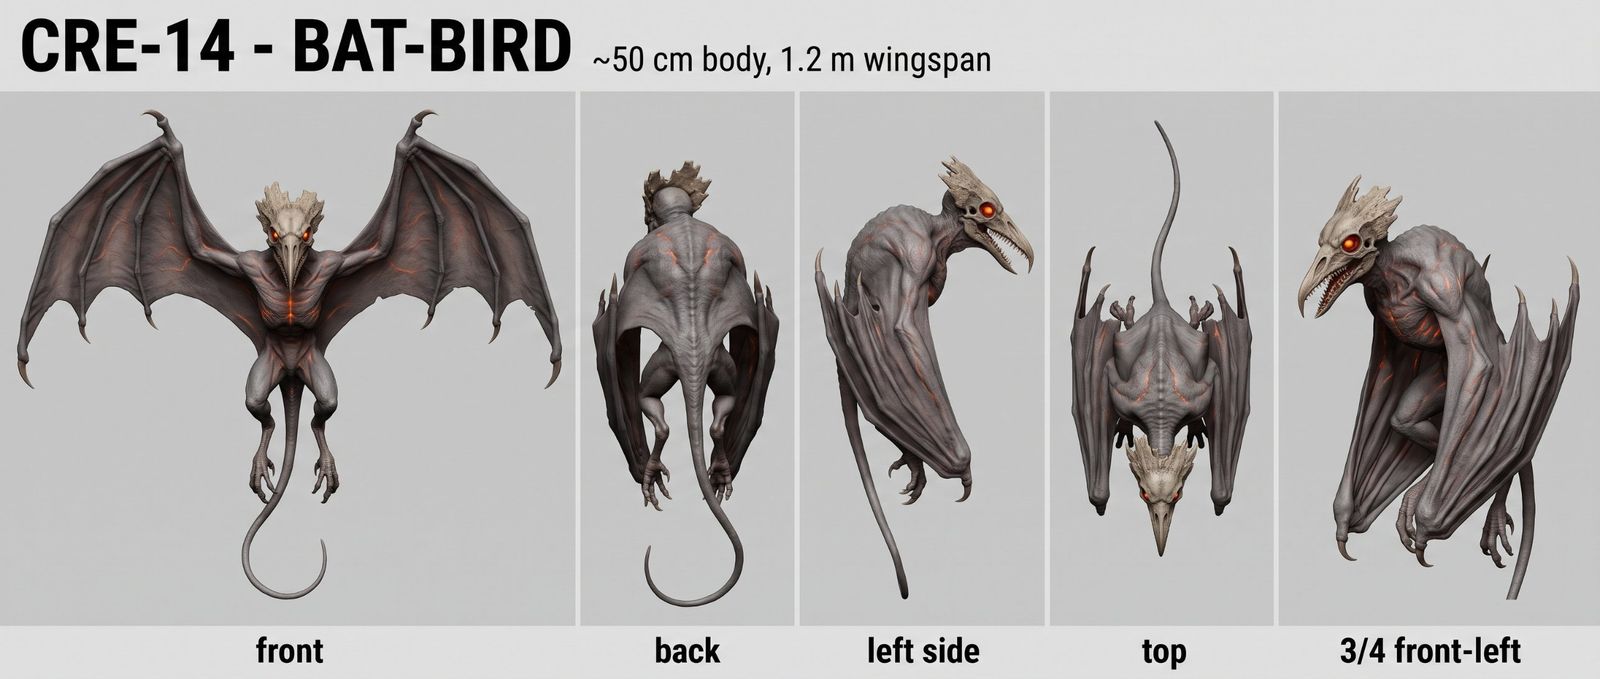 CRE-14 - BAT-BIRD ~50 cm body, 1.2 m wingspan
front
back
left side
top
3/4 front-left